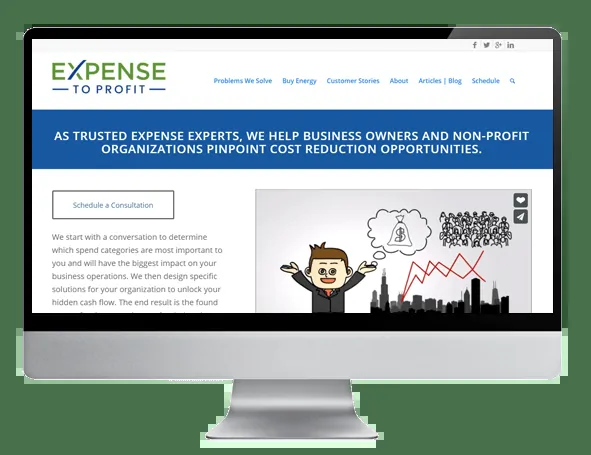 EXPENSE
TO PROFIT
Problems We Solve Buy Energy Customer Stories About Articles | Blog Schedule
AS TRUSTED EXPENSE EXPERTS, WE HELP BUSINESS OWNERS AND NON-PROFIT
ORGANIZATIONS PINPOINT COST REDUCTION OPPORTUNITIES.
Schedule a Consultation
We start with a conversation to determine
which spend categories are most important to
you and will have the biggest impact on your
business operations. We then design specific
solutions for your organization to unlock your
hidden cash flow. The end result is the found
$